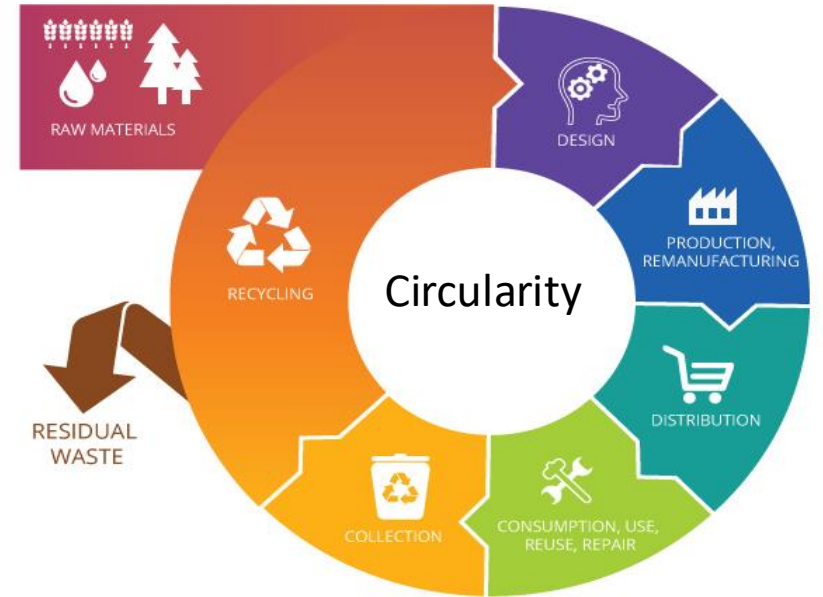 RAW MATERIALS
DESIGN
PRODUCTION,
REMANUFACTURING
RECYCLING
Circularity
DISTRIBUTION
RESIDUAL
WASTE
COLLECTION
CONSUMPTION, USE,
REUSE, REPAIR